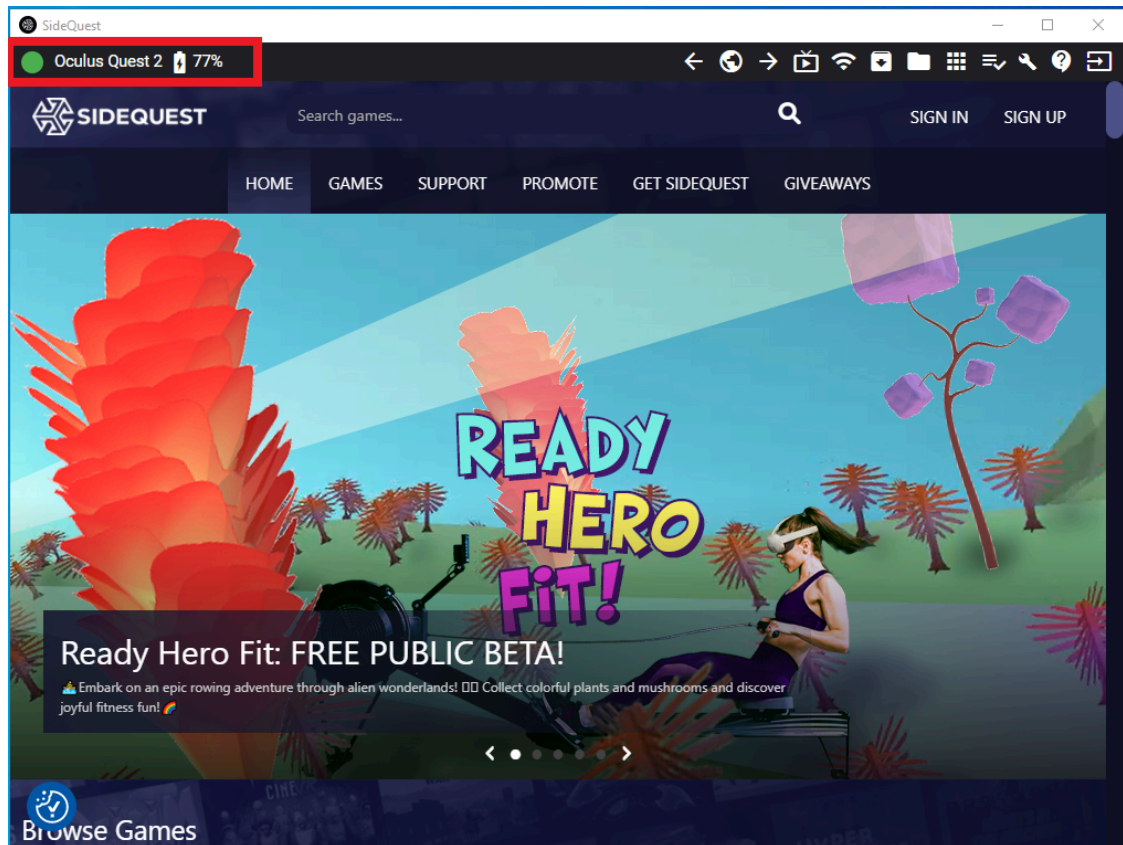 SideQuest
Oculus Quest 2 77%
SIDEQUEST
Search games...
SIGN IN SIGN UP
HOME GAMES SUPPORT PROMOTE GET SIDEQUEST GIVEAWAYS
READY
HERO
FiT!
Ready Hero Fit: FREE PUBLIC BETA!
Embark on an epic rowing adventure through alien wonderlands! Collect colorful plants and mushrooms and discover
joyful fitness fun!
Browse Games